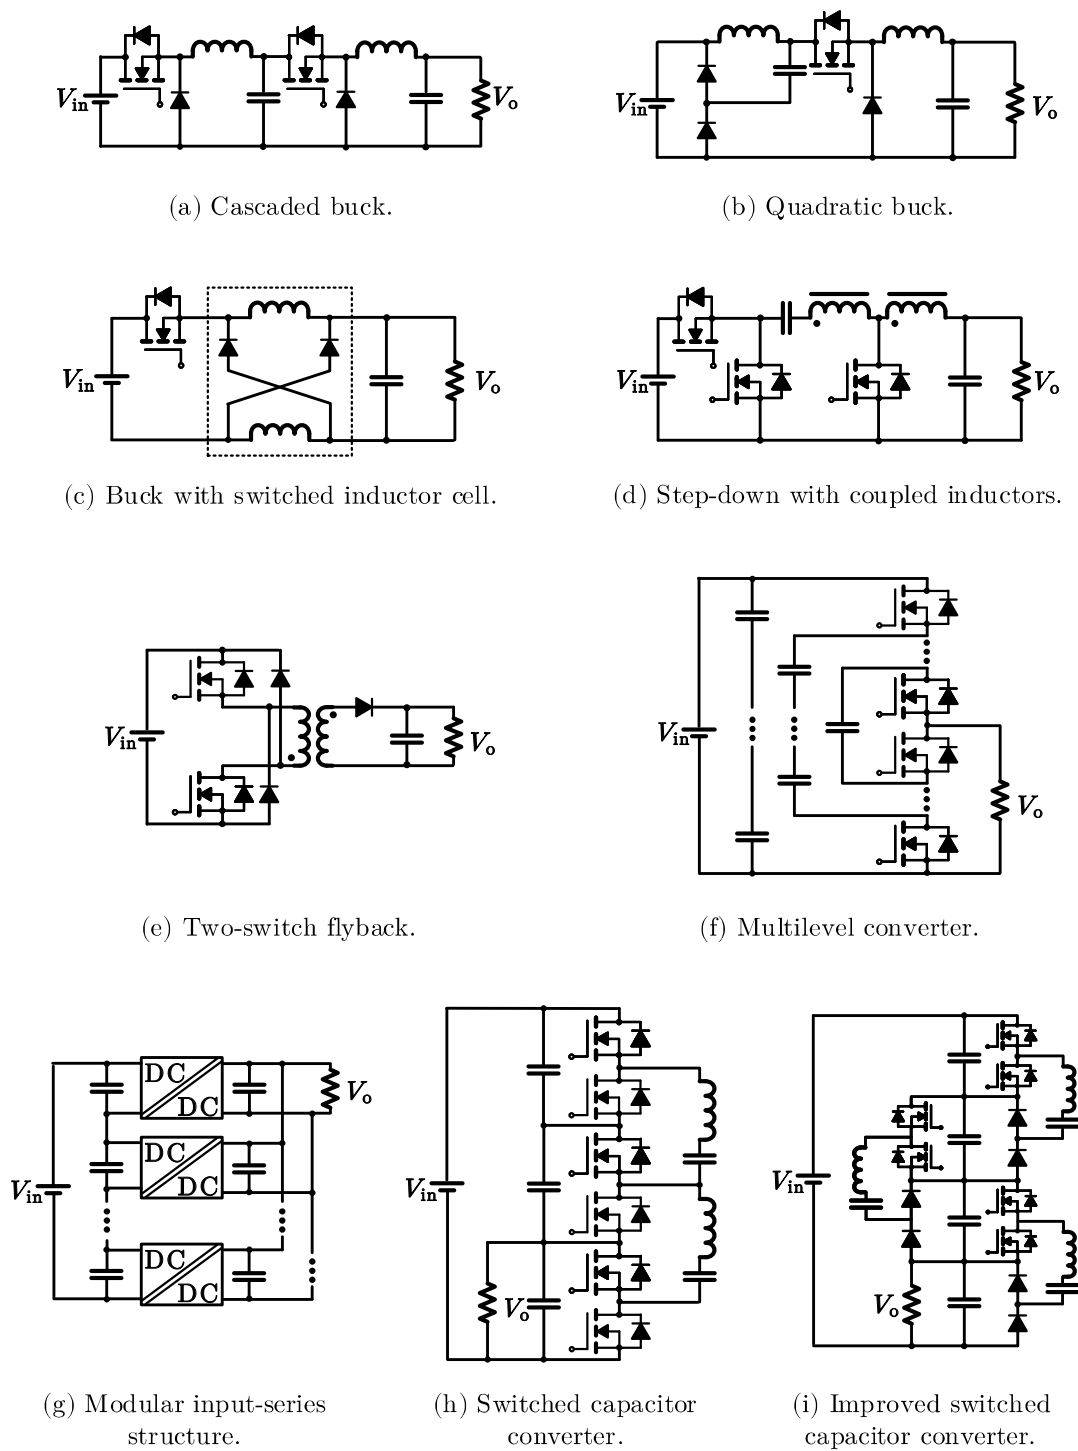 Vin
Vo
Vin
Vo
(a) Cascaded buck.
(b) Quadratic buck.
Vin
Vo
Vin
Vo
(c) Buck with switched inductor cell.
(d) Step-down with coupled inductors.
Vin
Vo
Vin
Vo
(e) Two-switch flyback.
(f) Multilevel converter.
Vin
DC
DC
DC
DC
DC
DC
Vo
Vin
Vo
Vin
Vo
(g) Modular input-series
structure.
(h) Switched capacitor
converter.
(i) Improved switched
capacitor converter.